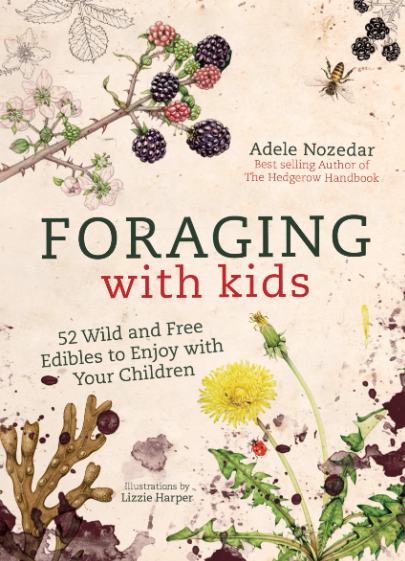 Adele Nozedar
Best selling Author of
The Hedgerow Handbook
FORAGING
with kids
52 Wild and Free
Edibles to Enjoy with
Your Children
Illustrations by
Lizzie Harper